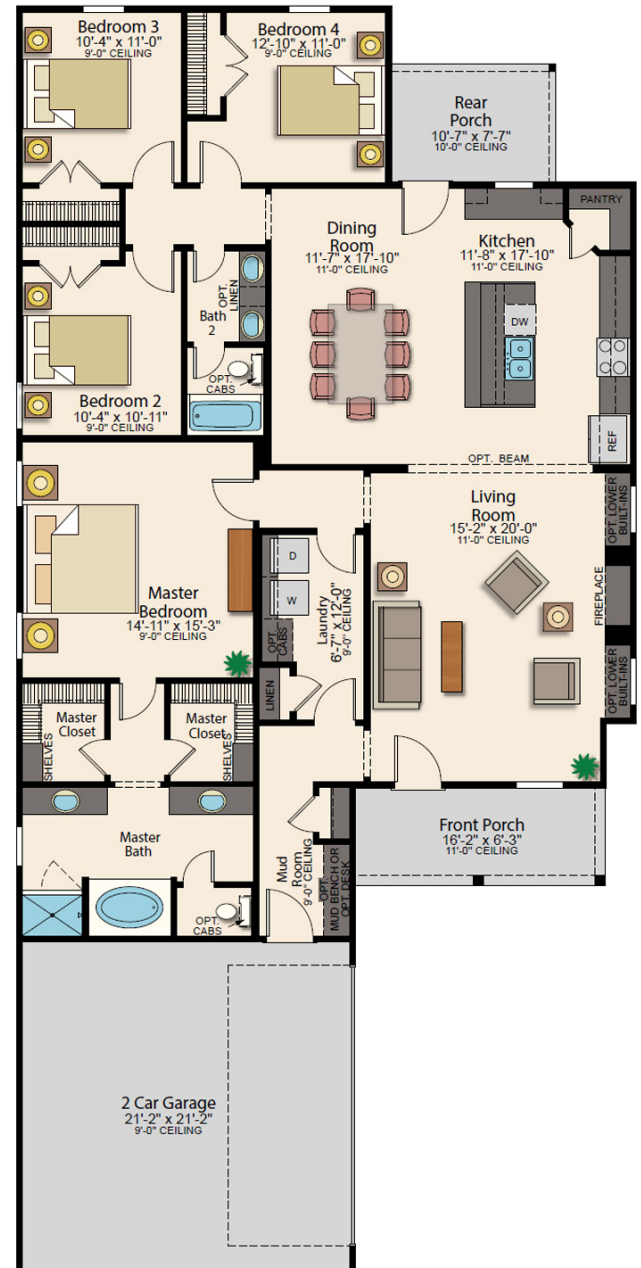 Bedroom 3
10'-4" x 11'-0"
9'-0" CEILING
Bedroom 4
12'-10" x 11'-0"
9'-0" CEILING
Rear
Porch
10'-7" x 7'-7"
10'-0" CEILING
PANTRY
Dining
Room
11'-7" x 17'-10"
11'-0" CEILING
Kitchen
11'-8" x 17'-10"
11'-0" CEILING
OPT.
LINEN
Bath
2
DW
OPT.
CABS
Bedroom 2
10'-4" x 10'-11"
9'-0" CEILING
REF
OPT. BEAM
Living
Room
15'-2" x 20'-0"
11'-0" CEILING
OPT. LOWER
BUILT-INS
D
W
Laundry
6'-7" x 12'-0"
9'-0" CEILING
OPT.
CABS
FIREPLACE
Master
Bedroom
14'-11" x 15'-3"
9'-0" CEILING
OPT. LOWER
BUILT-INS
LINEN
Master
Closet
SHELVES
Master
Closet
SHELVES
Master
Bath
Front Porch
16'-2" x 6'-3"
11'-0" CEILING
Mud
Room
9'-0" CEILING
OPT.
MUD BENCH OR
OPT. DESK
OPT.
CABS
2 Car Garage
21'-2" x 21'-2"
9'-0" CEILING